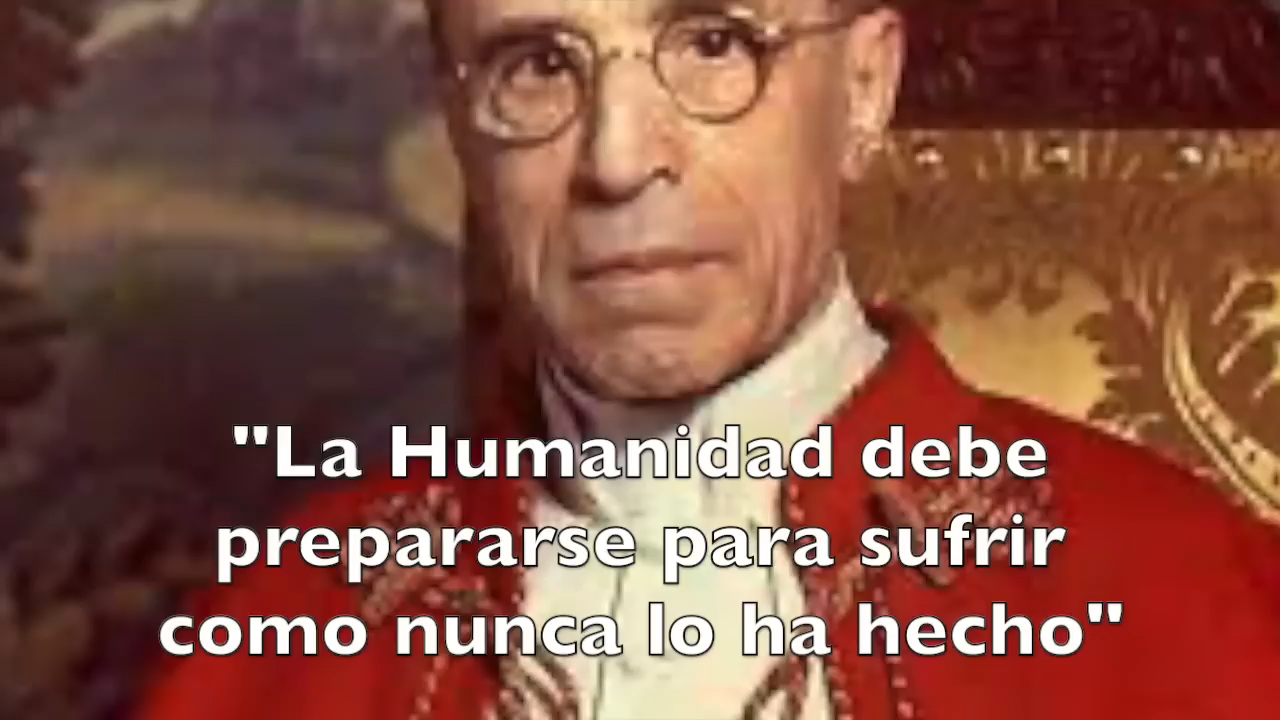 "La Humanidad debe
prepararse para sufrir
como nunca lo ha hecho"